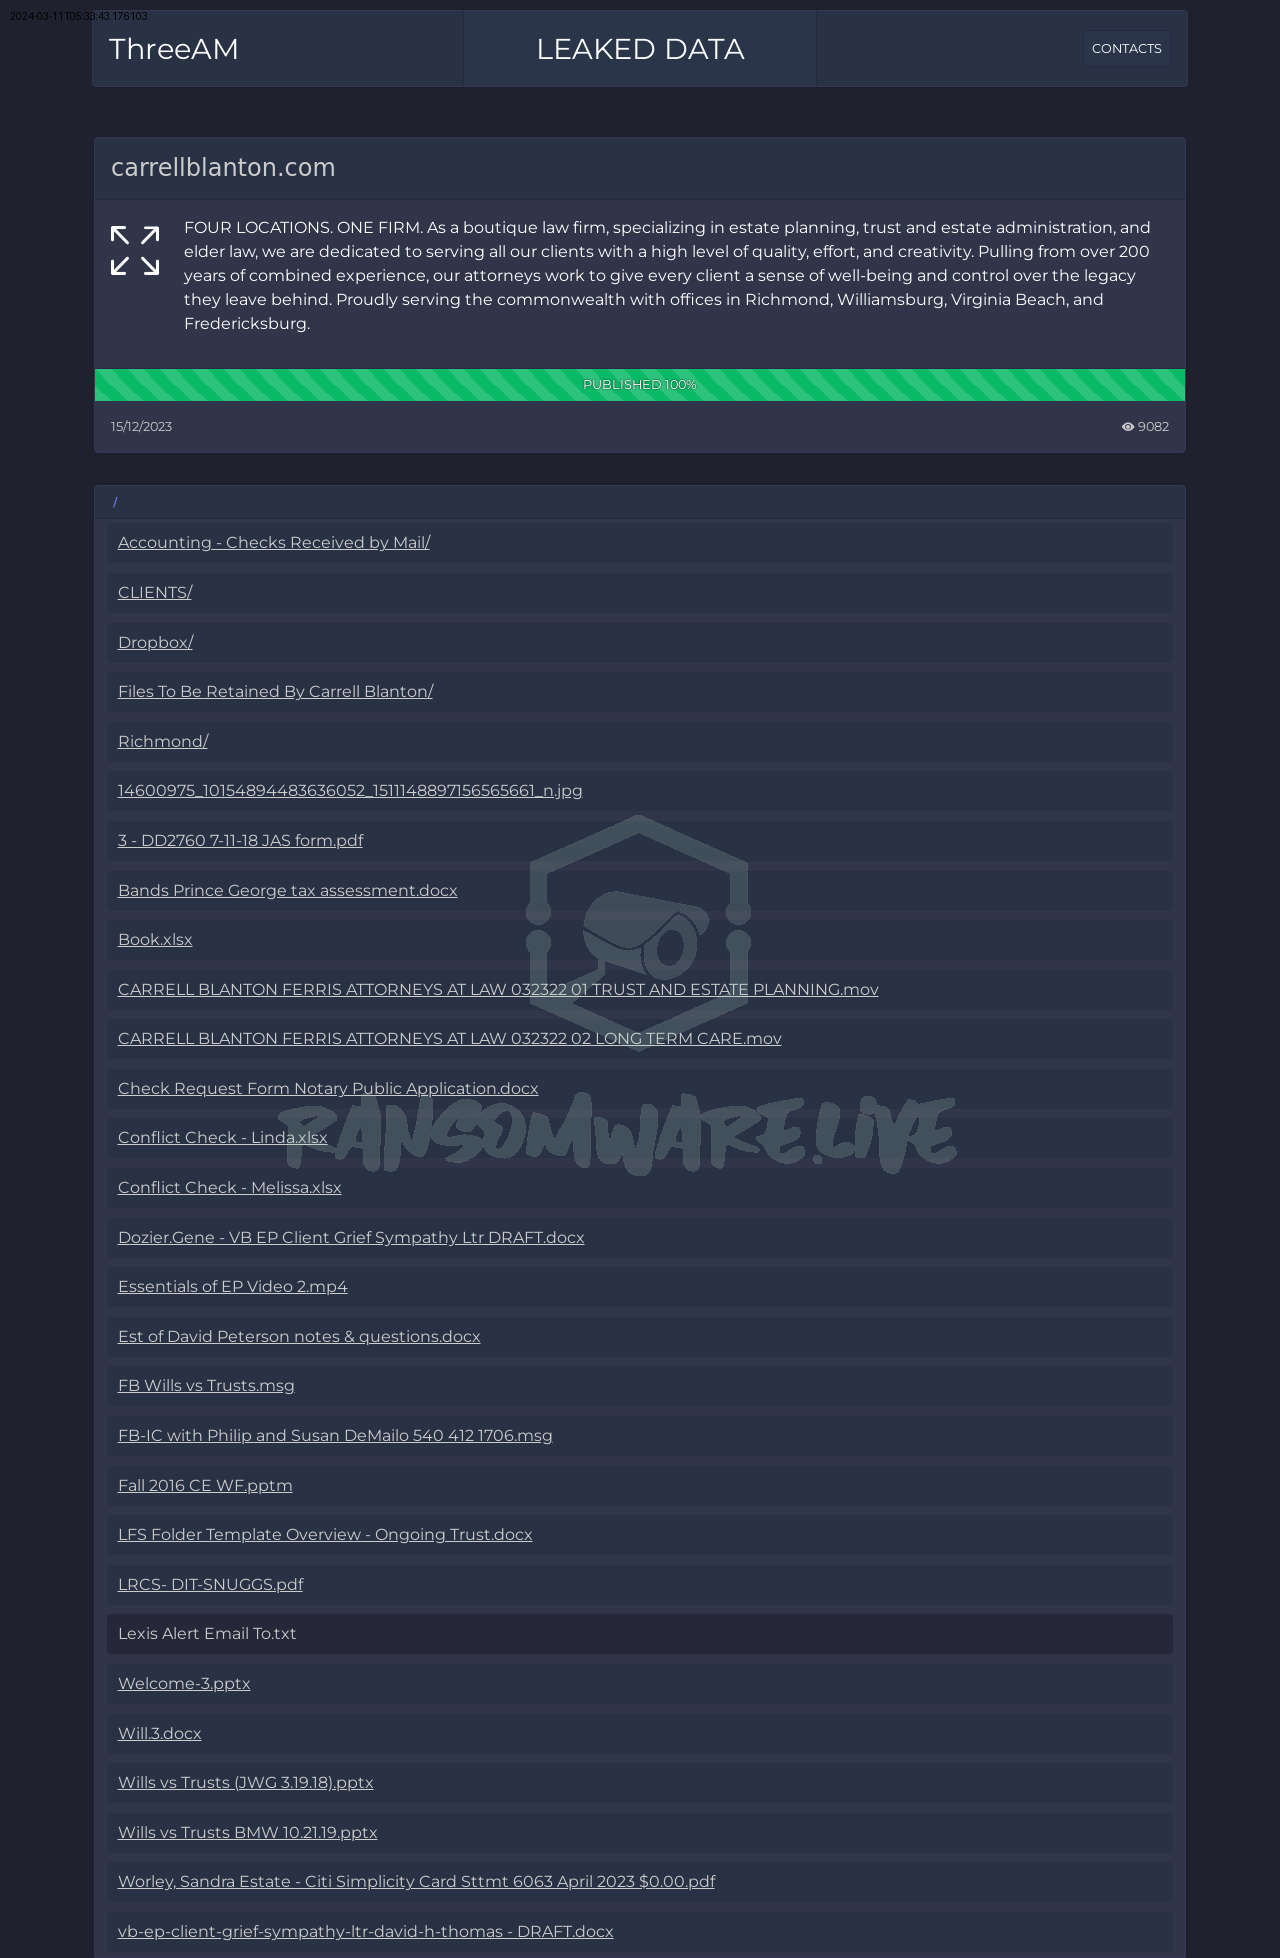 2024-03-11T05:33:43.176103
ThreeAM
LEAKED DATA
CONTACTS
carrellblanton.com
FOUR LOCATIONS. ONE FIRM. As a boutique law firm, specializing in estate planning, trust and estate administration, and
elder law, we are dedicated to serving all our clients with a high level of quality, effort, and creativity. Pulling from over 200
years of combined experience, our attorneys work to give every client a sense of well-being and control over the legacy
they leave behind. Proudly serving the commonwealth with offices in Richmond, Williamsburg, Virginia Beach, and
Fredericksburg.
PUBLISHED 100%
15/12/2023
9082
/
Accounting - Checks Received by Mail/
CLIENTS/
Dropbox/
Files To Be Retained By Carrell Blanton/
Richmond/
14600975_10154894483636052_1511148897156565661_n.jpg
3 - DD2760 7-11-18 JAS form.pdf
Bands Prince George tax assessment.docx
Book.xlsx
CARRELL BLANTON FERRIS ATTORNEYS AT LAW 032322 01 TRUST AND ESTATE PLANNING.mov
CARRELL BLANTON FERRIS ATTORNEYS AT LAW 032322 02 LONG TERM CARE.mov
Check Request Form Notary Public Application.docx
RANSOMWARE.LIVE
Conflict Check - Linda.xlsx
Conflict Check - Melissa.xlsx
Dozier.Gene - VB EP Client Grief Sympathy Ltr DRAFT.docx
Essentials of EP Video 2.mp4
Est of David Peterson notes & questions.docx
FB Wills vs Trusts.msg
FB-IC with Philip and Susan DeMailo 540 412 1706.msg
Fall 2016 CE WF.pptm
LFS Folder Template Overview - Ongoing Trust.docx
LRCS- DIT-SNUGGS.pdf
Lexis Alert Email To.txt
Welcome-3.pptx
Will.3.docx
Wills vs Trusts (JWG 3.19.18).pptx
Wills vs Trusts BMW 10.21.19.pptx
Worley, Sandra Estate - Citi Simplicity Card Sttmt 6063 April 2023 $0.00.pdf
vb-ep-client-grief-sympathy-ltr-david-h-thomas - DRAFT.docx